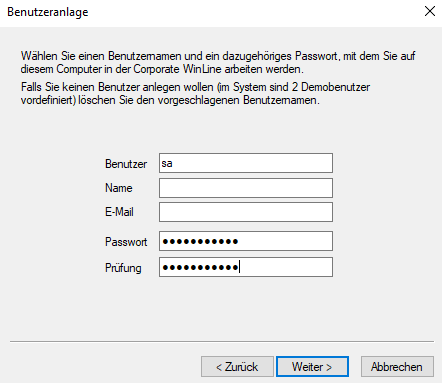 Benutzeranlage
Wählen Sie einen Benutzernamen und ein dazugehöriges Passwort, mit dem Sie auf
diesem Computer in der Corporate WinLine arbeiten werden.
Falls Sie keinen Benutzer anlegen wollen (im System sind 2 Demobenutzer
vordefiniert) löschen Sie den vorgeschlagenen Benutzernamen.
Benutzer sa
Name
E-Mail
Passwort ●●●●●●●●●●●
Prüfung ●●●●●●●●●●●
< Zurück Weiter > Abbrechen